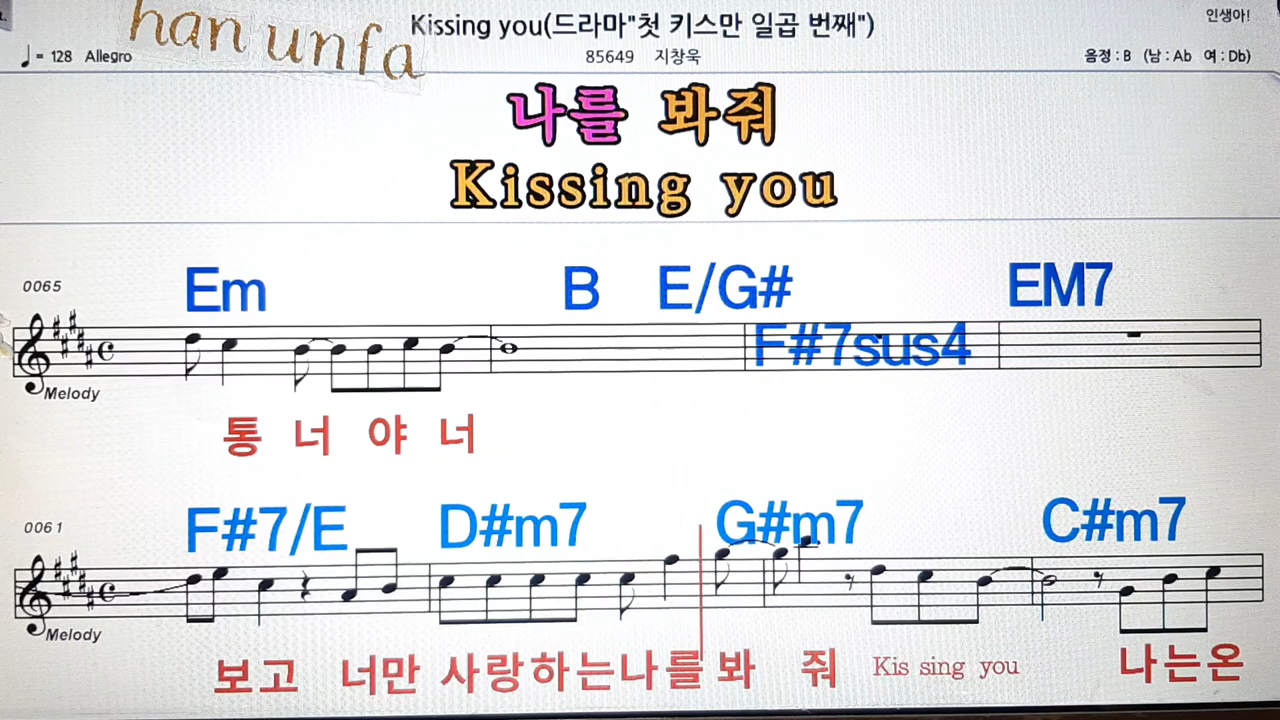 han unfa
Kissing you(드라마"첫 키스만 일곱 번째")
인생아!
♩ = 128 Allegro
85649 지창욱
음정 : B (남 : Ab 여 : Db)
나를 봐줘
Kissing you
0065
Em B E/G# EM7
F#7sus4
Melody
통 너 야 너
0061
F#7/E D#m7 G#m7 C#m7
Melody
보고 너만 사랑하는나를봐 줘 Kis sing you 나는온